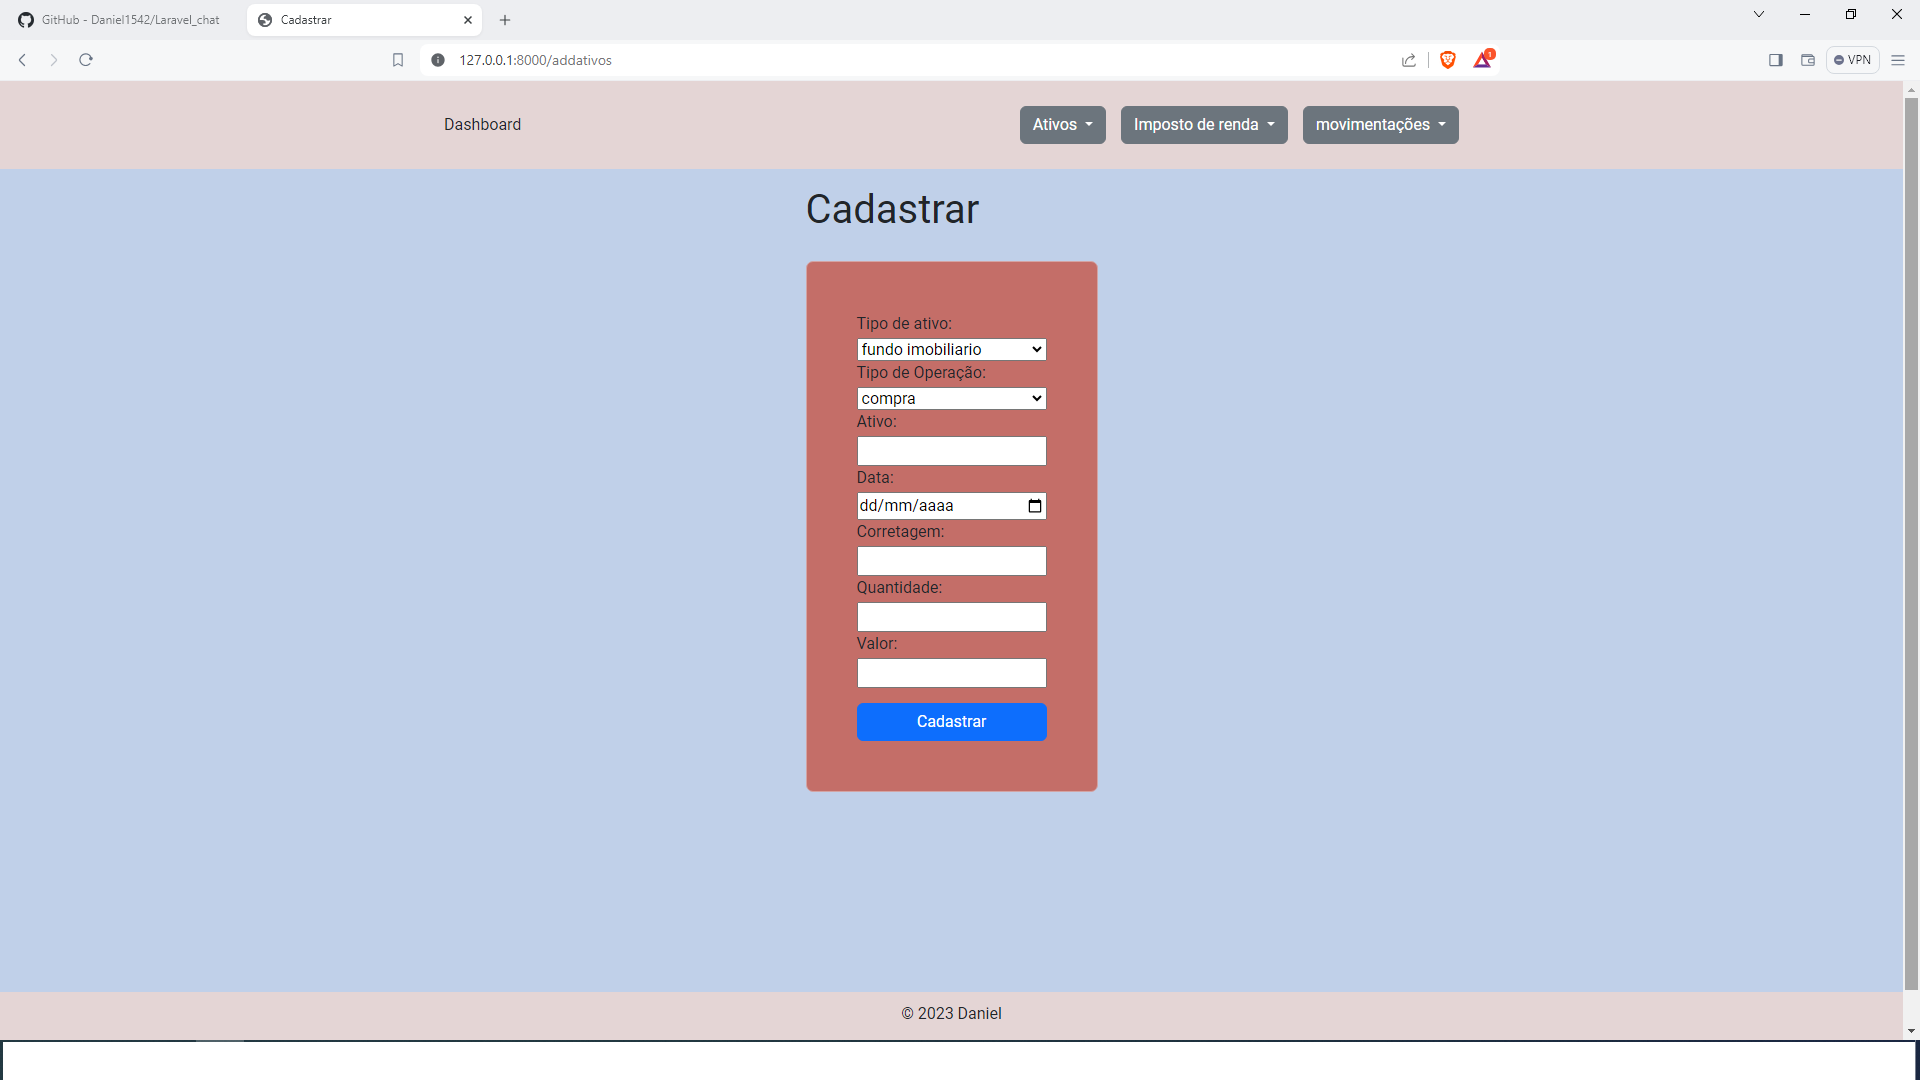 GitHub - Daniel1542/Laravel_chat
Cadastrar
127.0.0.1:8000/addativos
1
VPN
Dashboard
Ativos
Imposto de renda
movimentações
Cadastrar
Tipo de ativo:
fundo imobiliario
Tipo de Operação:
compra
Ativo:
Data:
dd/mm/aaaa
Corretagem:
Quantidade:
Valor:
Cadastrar
© 2023 Daniel